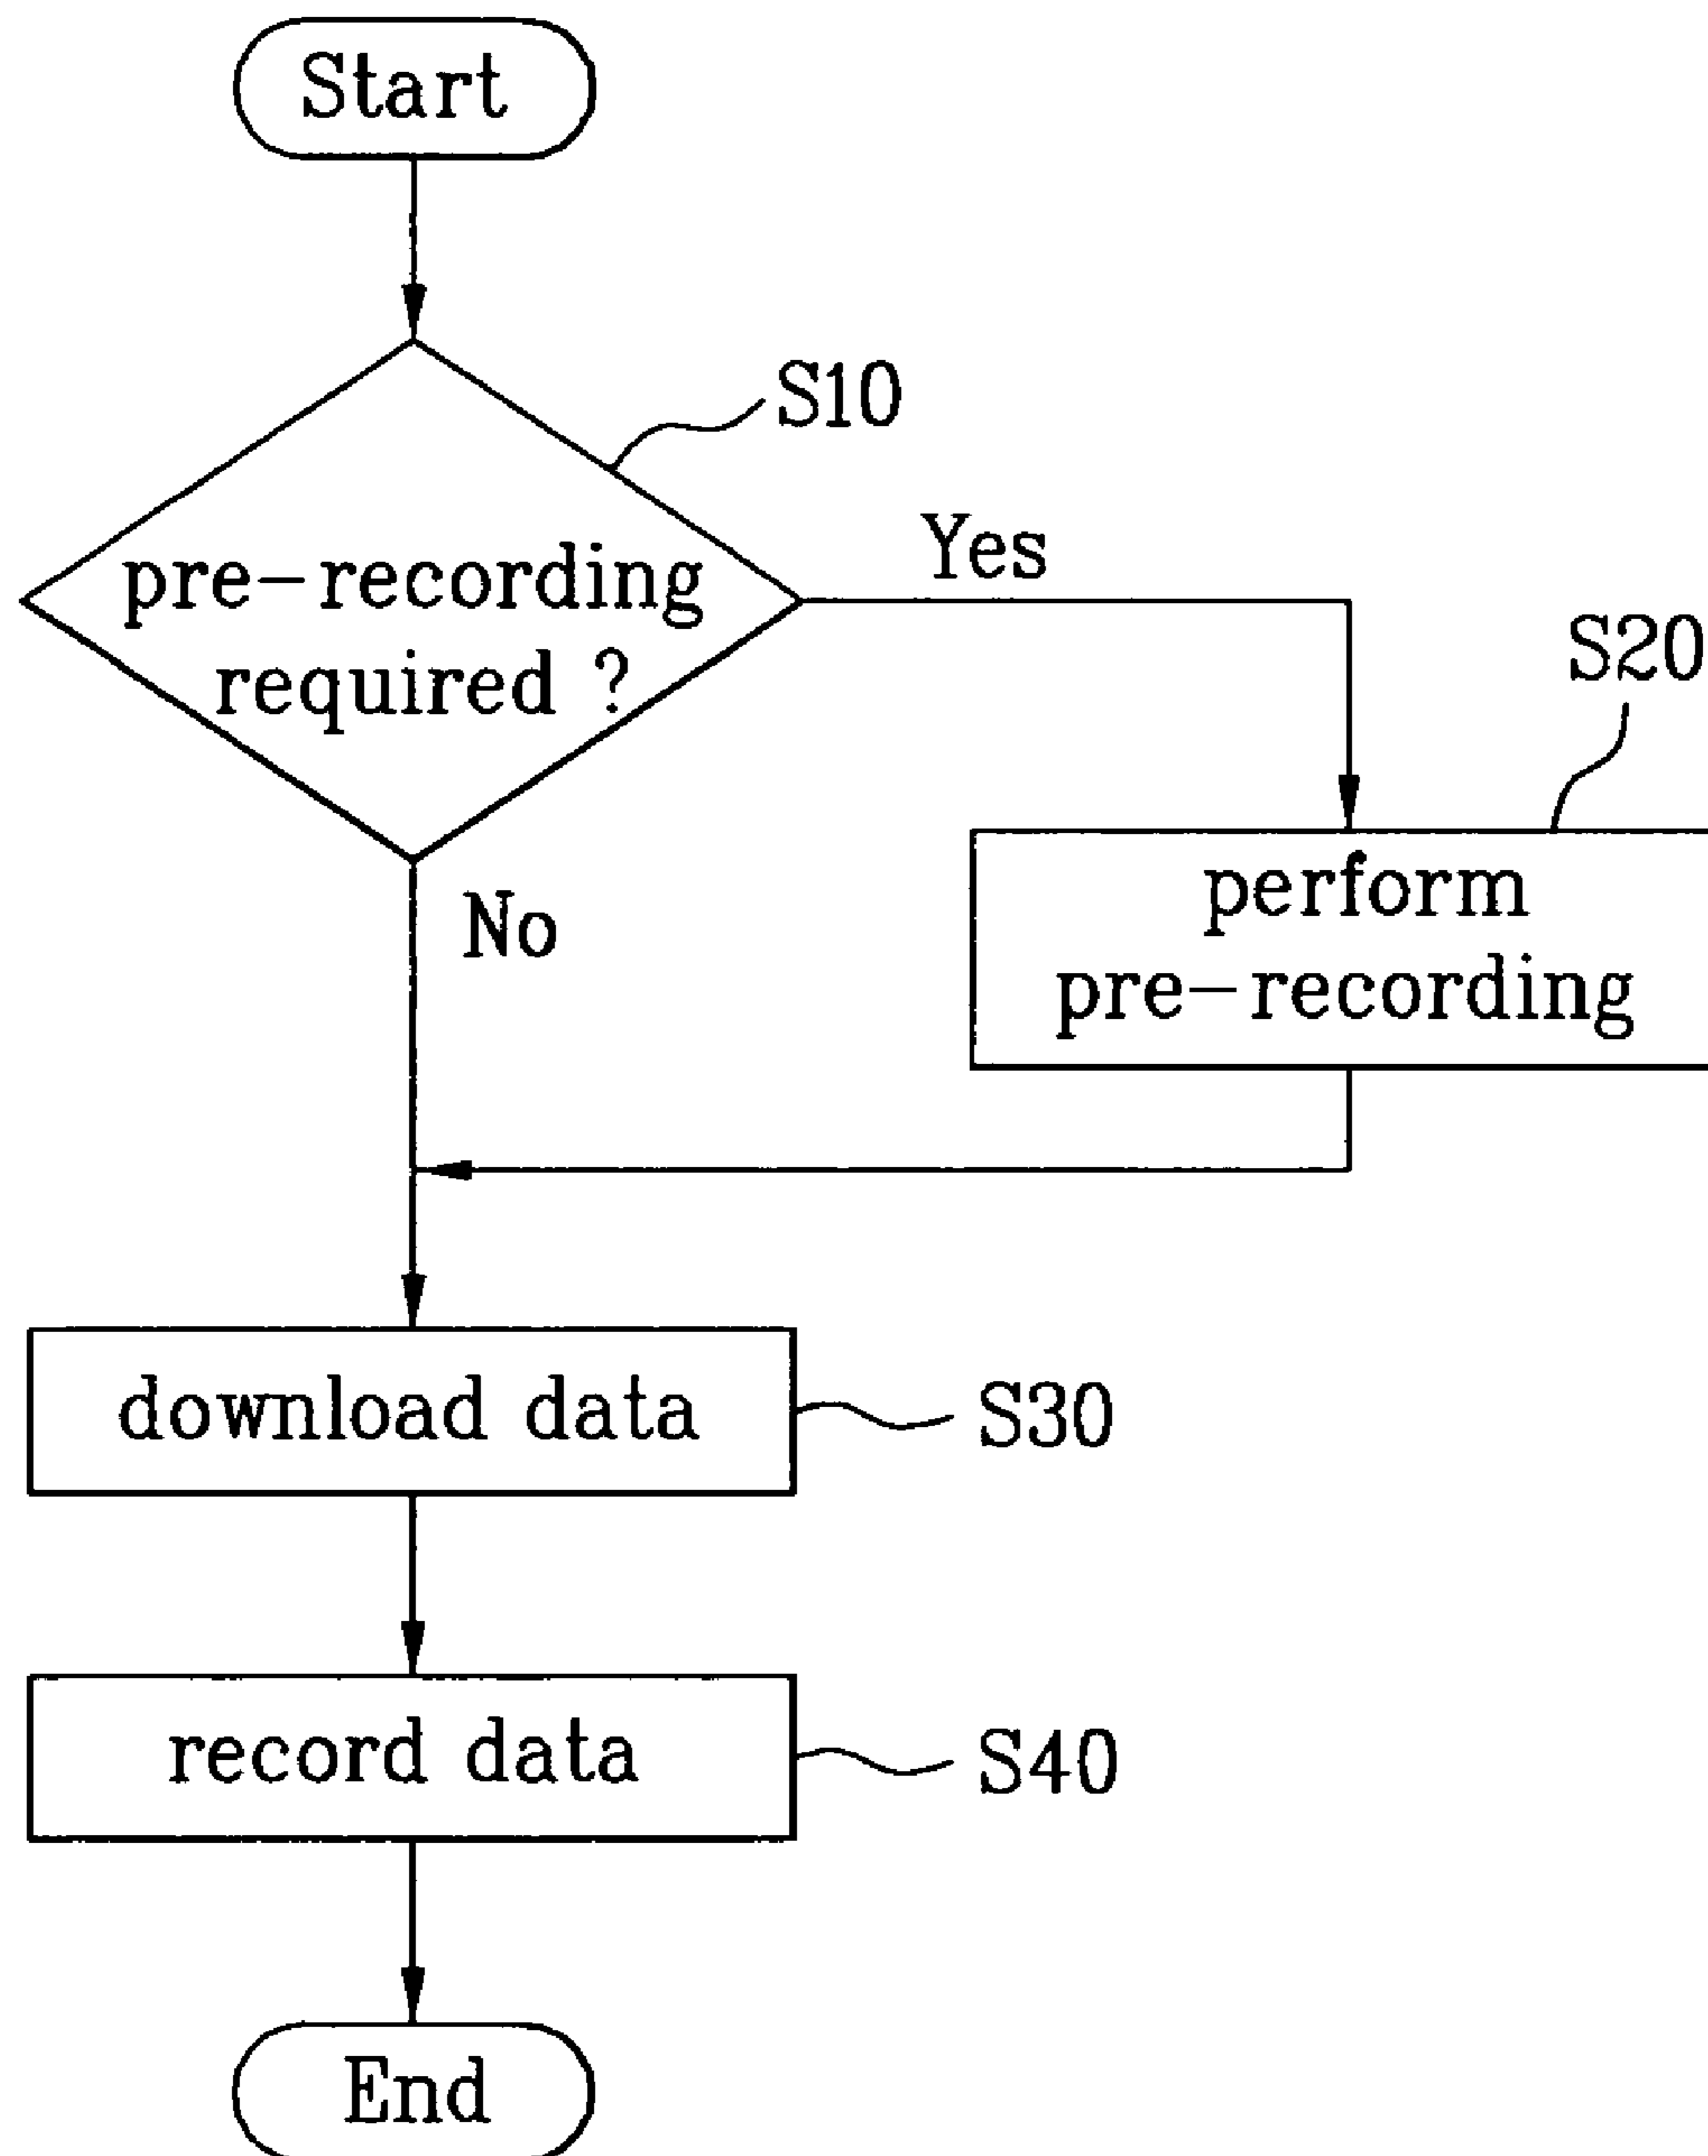 Start
S10
pre-recording
required ?
Yes
No
S20
perform
pre-recording
download data
S30
record data
S40
End